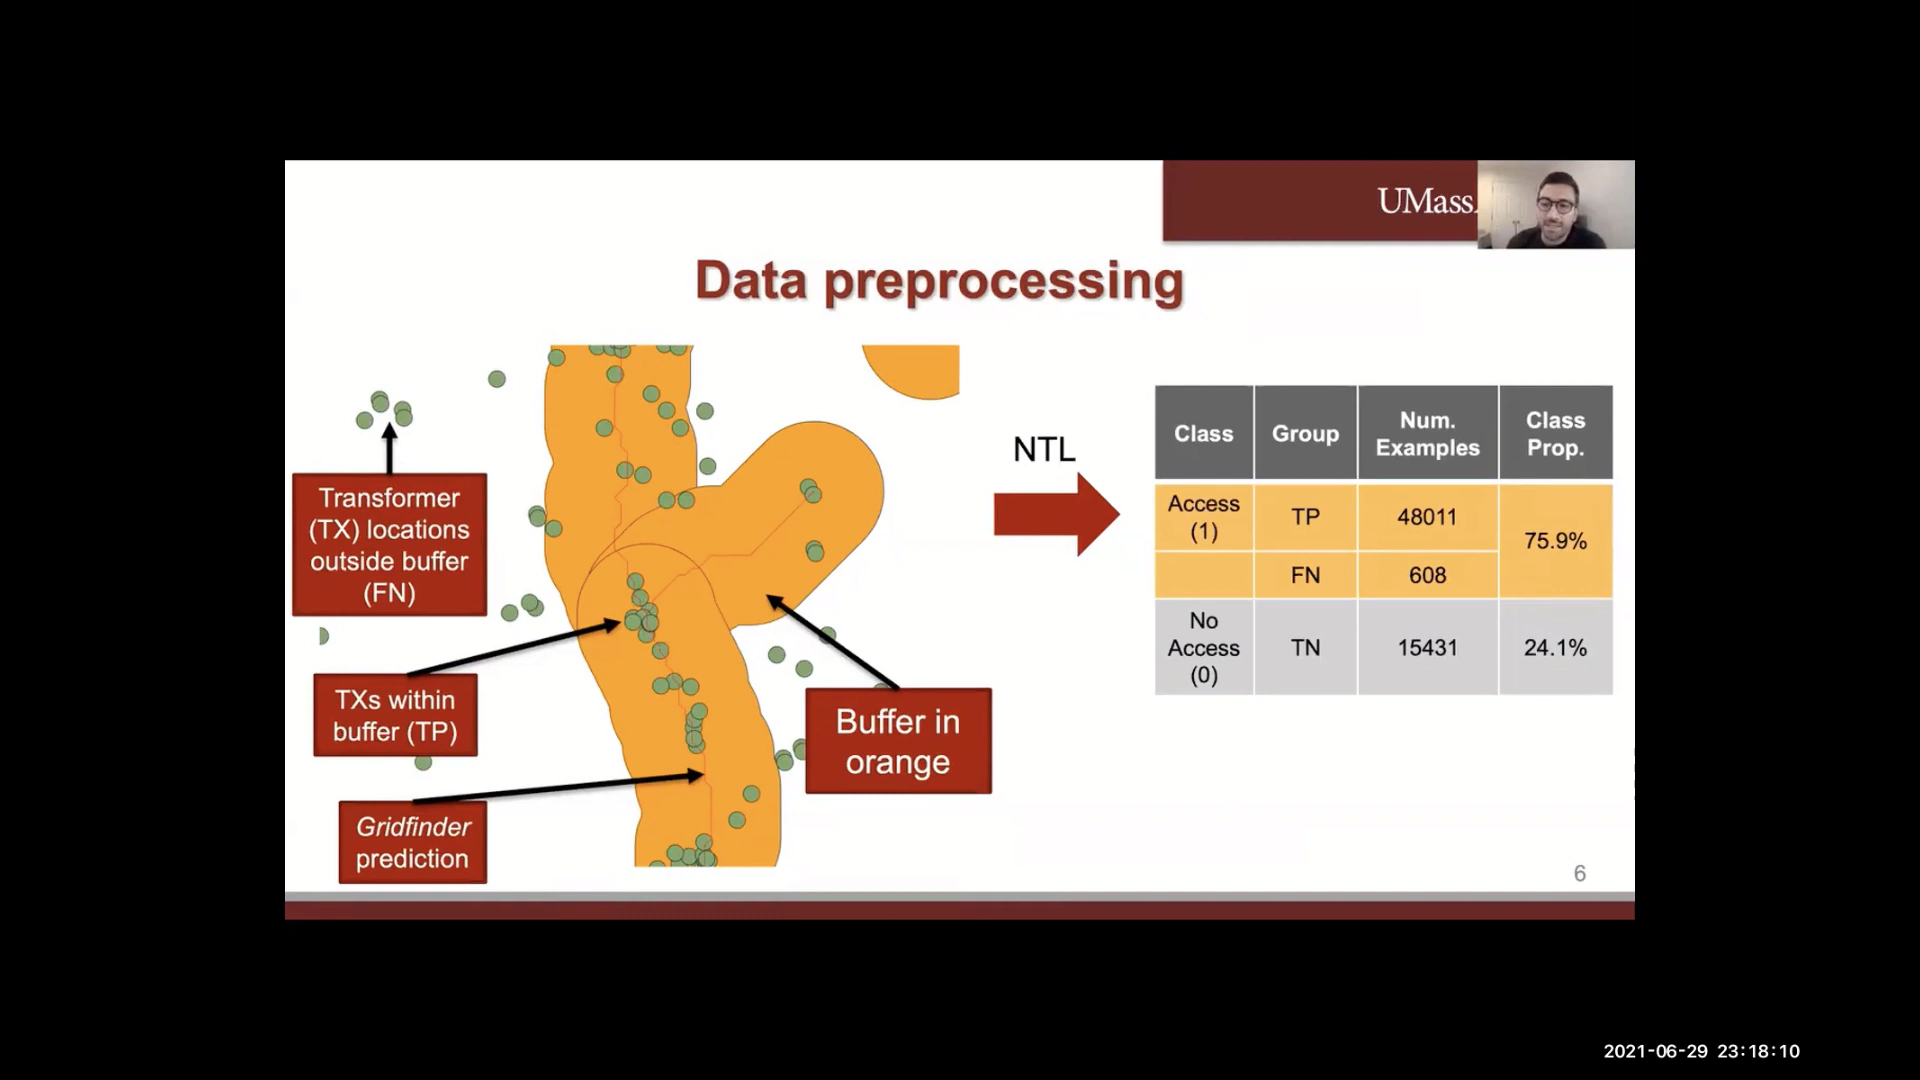 UMass
Data preprocessing
Transformer
(TX) locations
outside buffer
(FN)
TXs within
buffer (TP)
Gridfinder
prediction
Buffer in
orange
NTL
Class Group Num. Examples Class Prop.
Access (1) TP 48011 75.9%
FN 608
No Access (0) TN 15431 24.1%
6
2021-06-29 23:18:10